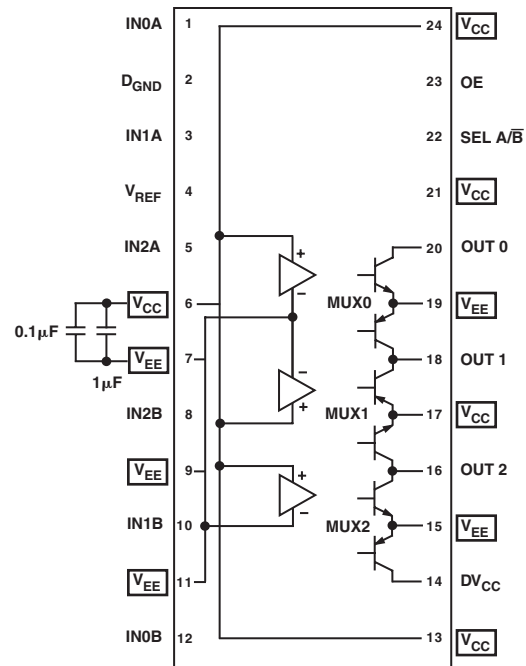 IN0A 1 24 VCC
DGND 2 23 OE
IN1A 3 22 SEL A/B̅
VREF 4 21 VCC
IN2A 5 20 OUT 0
+
−
MUX0
VCC 6 19 VEE
0.1μF
1μF
VEE 7 18 OUT 1
−
+
MUX1
IN2B 8 17 VCC
VEE 9 16 OUT 2
+
−
IN1B 10 15 VEE
MUX2
VEE 11 14 DVCC
IN0B 12 13 VCC